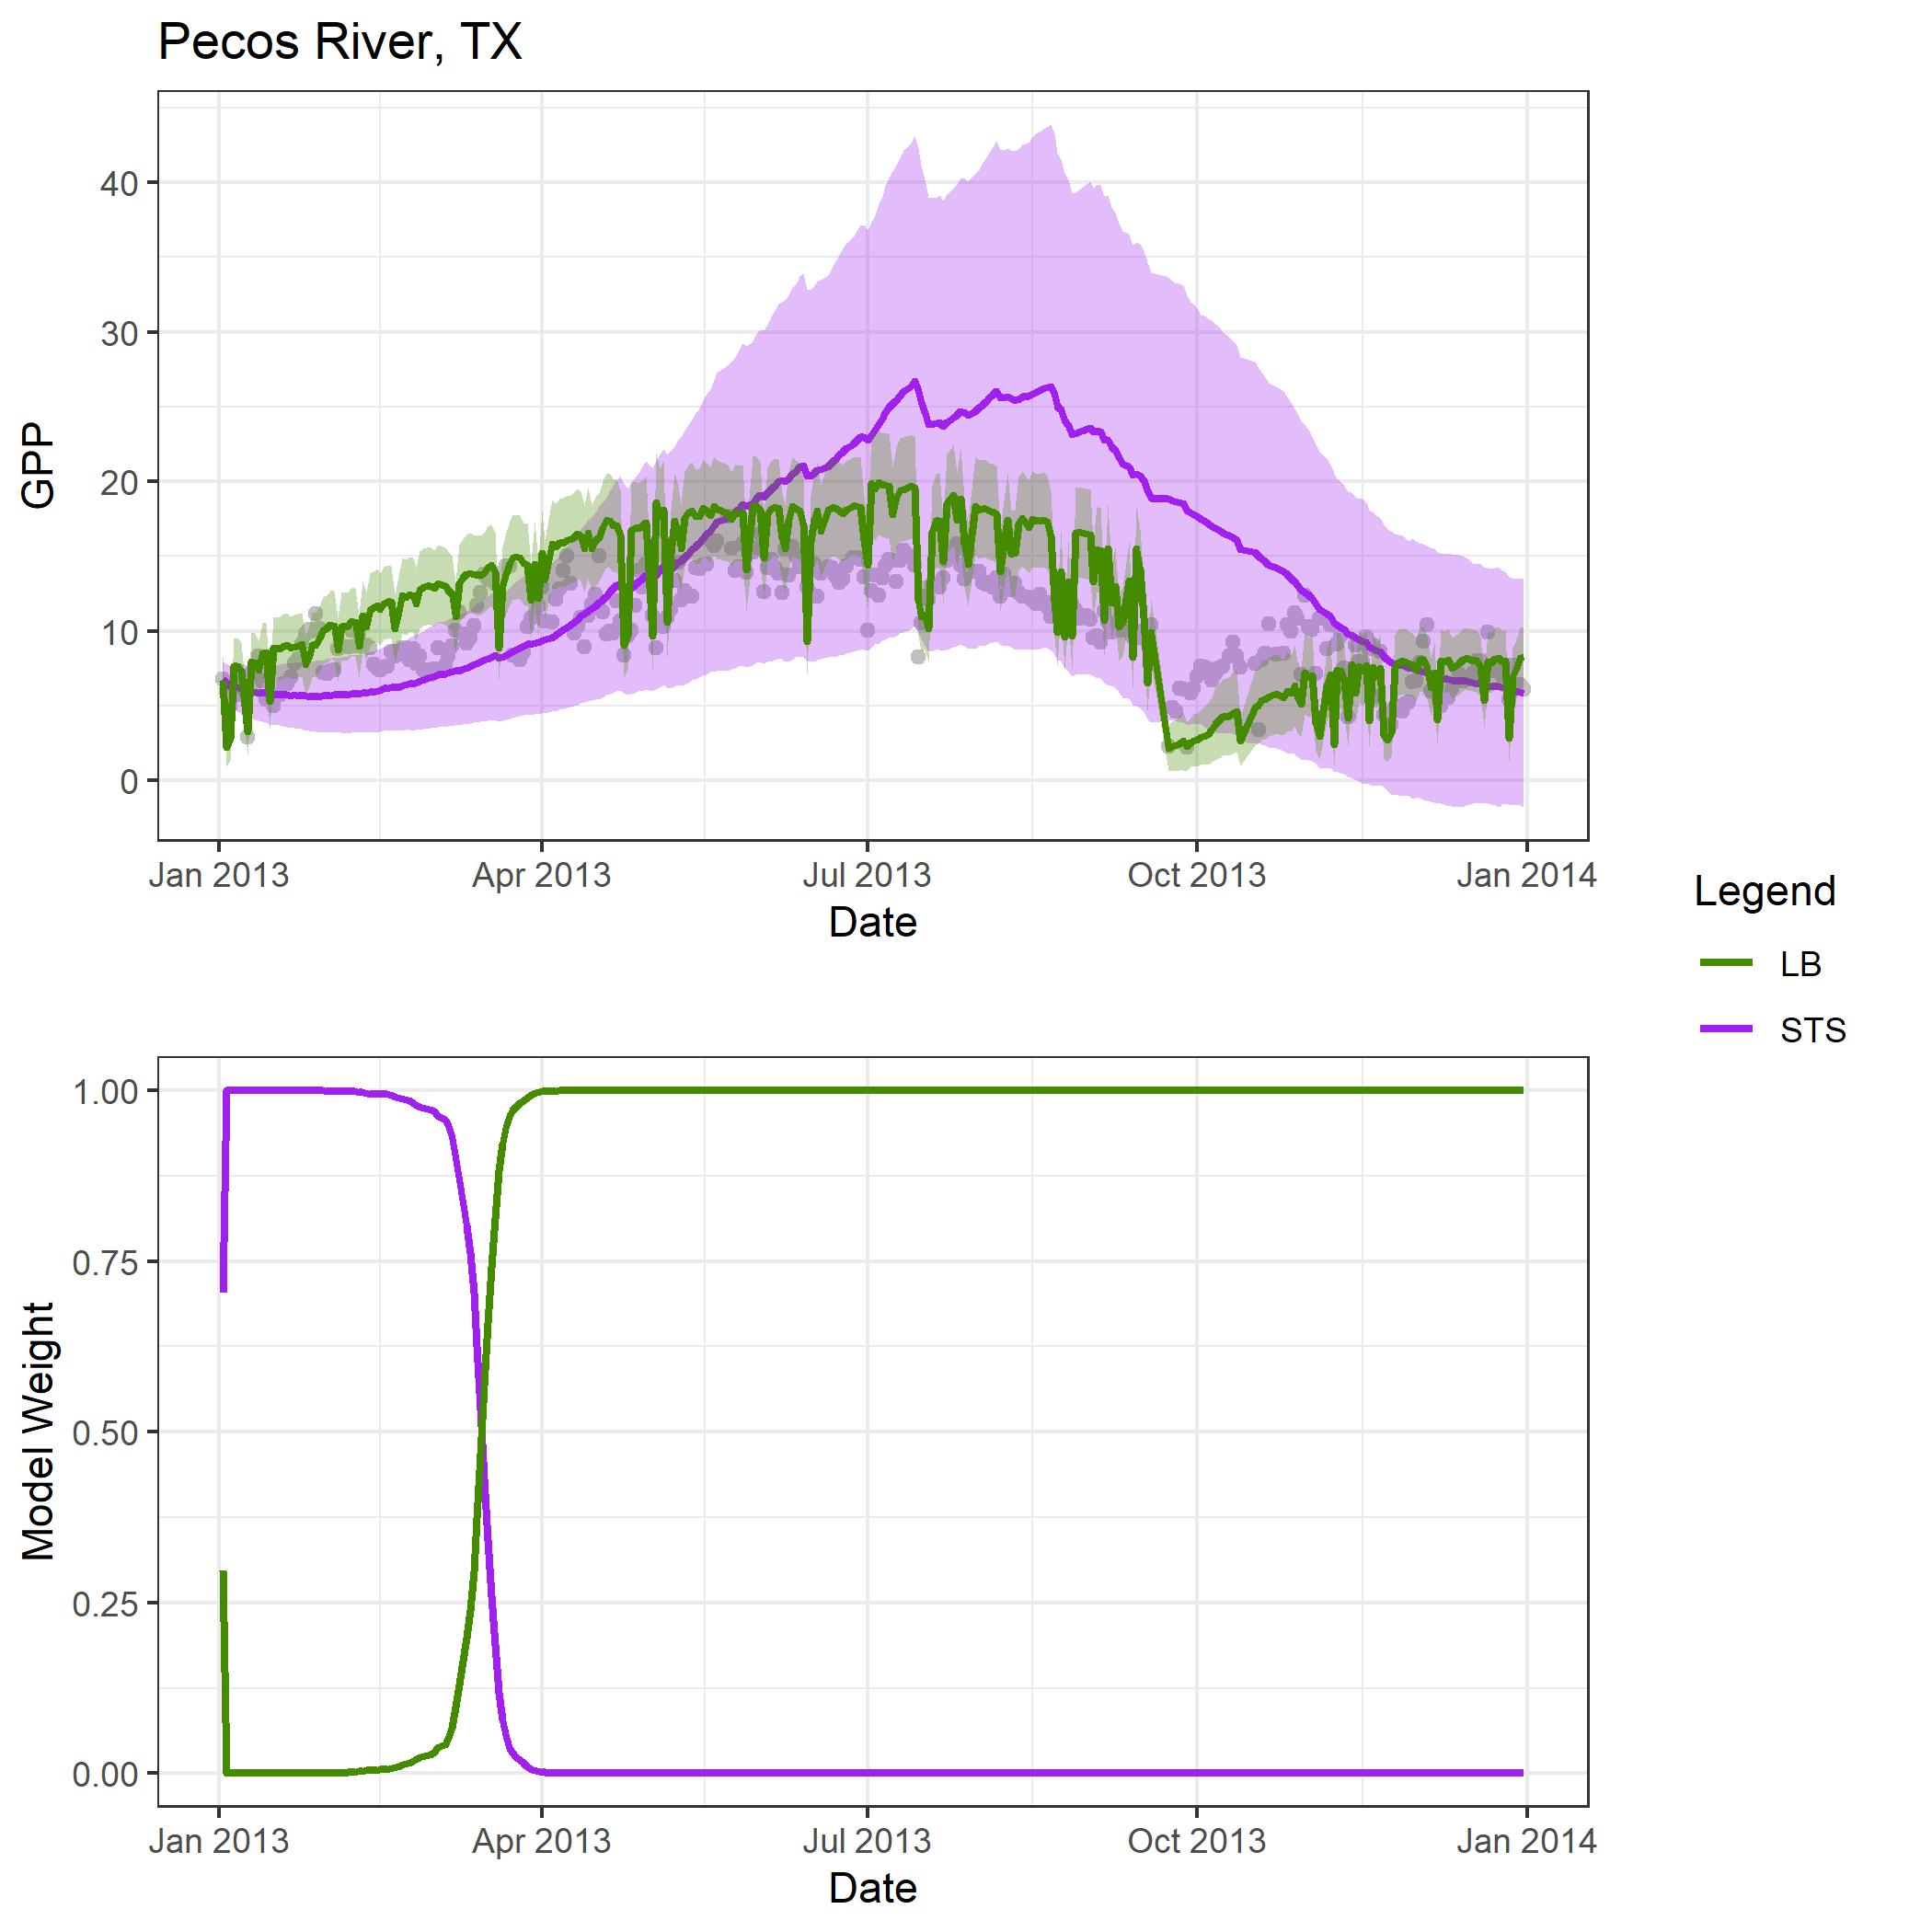 Pecos River, TX
GPP
40
30
20
10
0
Jan 2013 Apr 2013 Jul 2013 Oct 2013 Jan 2014
Date
Legend
LB
STS
Model Weight
1.00
0.75
0.50
0.25
0.00
Jan 2013 Apr 2013 Jul 2013 Oct 2013 Jan 2014
Date